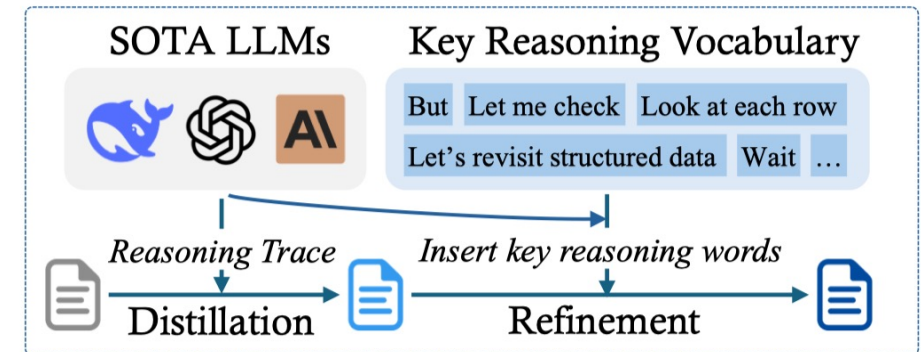 SOTA LLMs
Key Reasoning Vocabulary
AI
But
Let me check
Look at each row
Let's revisit structured data
Wait
…
Reasoning Trace
Insert key reasoning words
Distillation
Refinement